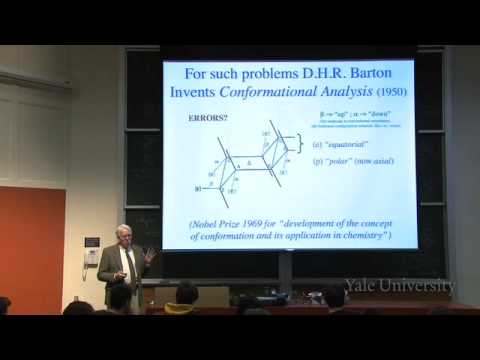 For such problems D.H.R. Barton
Invents Conformational Analysis (1950)
ERRORS?
β → "up" ; α → "down"
(e) "equatorial"
(p) "polar" (now axial)
(Nobel Prize 1969 for "development of the concept
of conformation and its application in chemistry")
Yale University